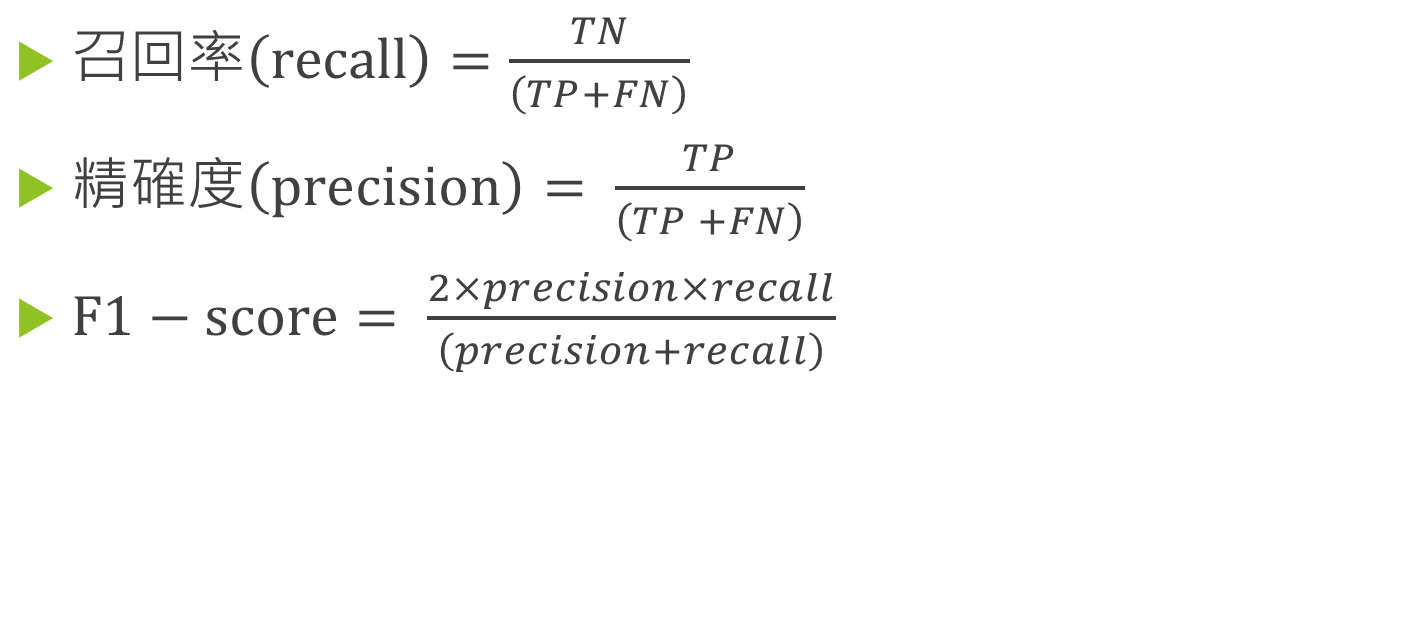 召回率(recall) = TN/(TP+FN)
精確度(precision) = TP/(TP +FN)
F1 − score = 2×precision×recall/(precision+recall)